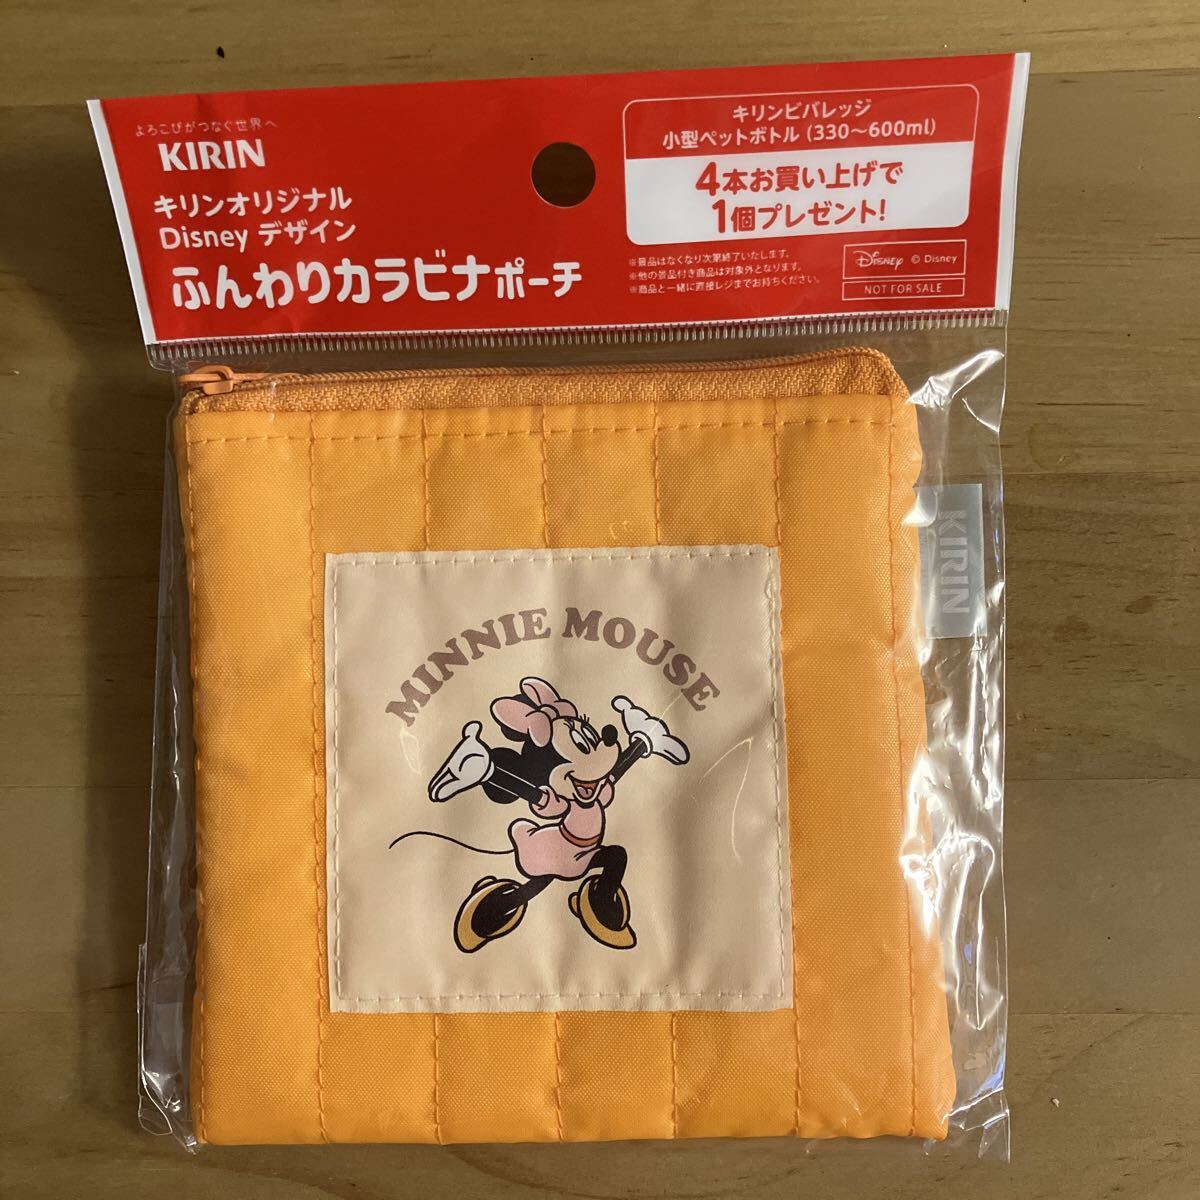 よろこびがつなぐ世界へ
KIRIN
キリンオリジナル
Disney デザイン
ふんわりカラビナポーチ
キリンビバレッジ
小型ペットボトル (330～600ml)
4本お買い上げで
1個プレゼント!
※景品はなくなり次第終了いたします。
※他の景品付き商品は対象外となります。
※商品と一緒に直接レジまでお持ちください。
Disney © Disney
NOT FOR SALE
KIRIN
MINNIE MOUSE